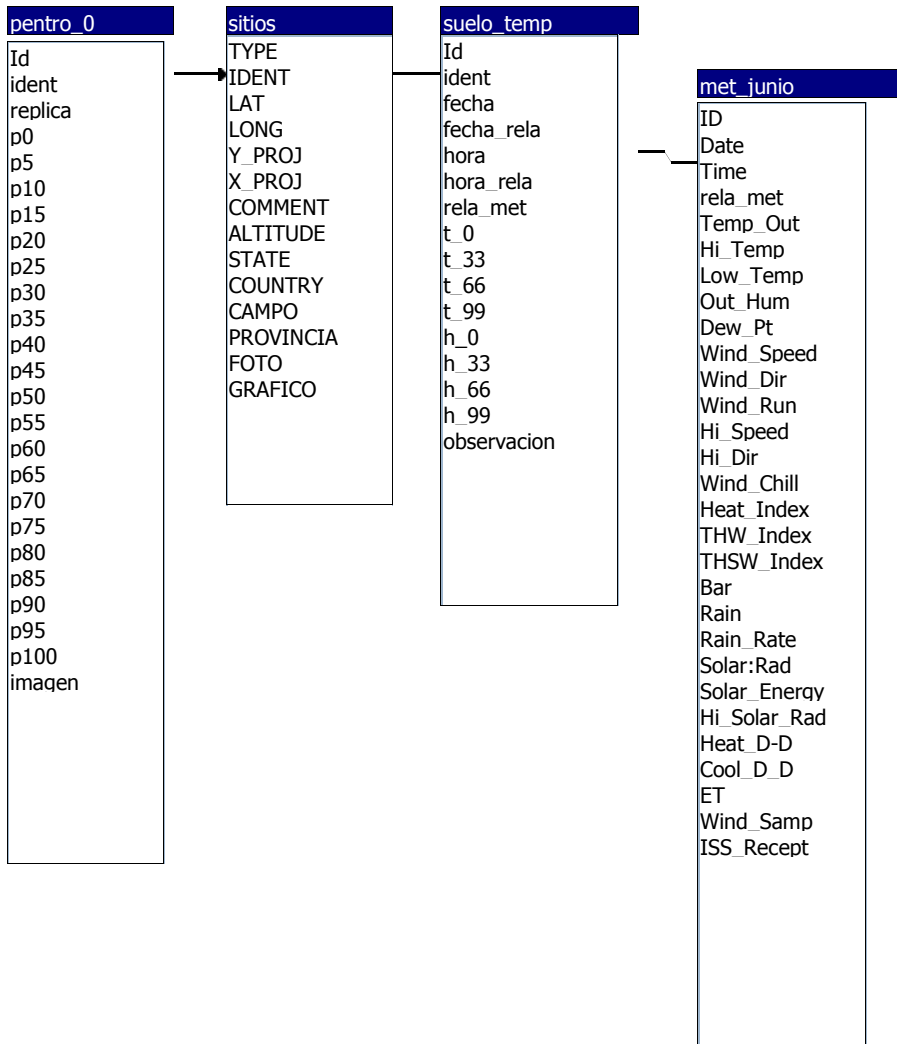 pentro_0
Id
ident
replica
p0
p5
p10
p15
p20
p25
p30
p35
p40
p45
p50
p55
p60
p65
p70
p75
p80
p85
p90
p95
p100
imagen
sitios
TYPE
IDENT
LAT
LONG
Y_PROJ
X_PROJ
COMMENT
ALTITUDE
STATE
COUNTRY
CAMPO
PROVINCIA
FOTO
GRAFICO
suelo_temp
Id
ident
fecha
fecha_rela
hora
hora_rela
rela_met
t_0
t_33
t_66
t_99
h_0
h_33
h_66
h_99
observacion
met_junio
ID
Date
Time
rela_met
Temp_Out
Hi_Temp
Low_Temp
Out_Hum
Dew_Pt
Wind_Speed
Wind_Dir
Wind_Run
Hi_Speed
Hi_Dir
Wind_Chill
Heat_Index
THW_Index
THSW_Index
Bar
Rain
Rain_Rate
Solar:Rad
Solar_Energy
Hi_Solar_Rad
Heat_D-D
Cool_D_D
ET
Wind_Samp
ISS_Recept